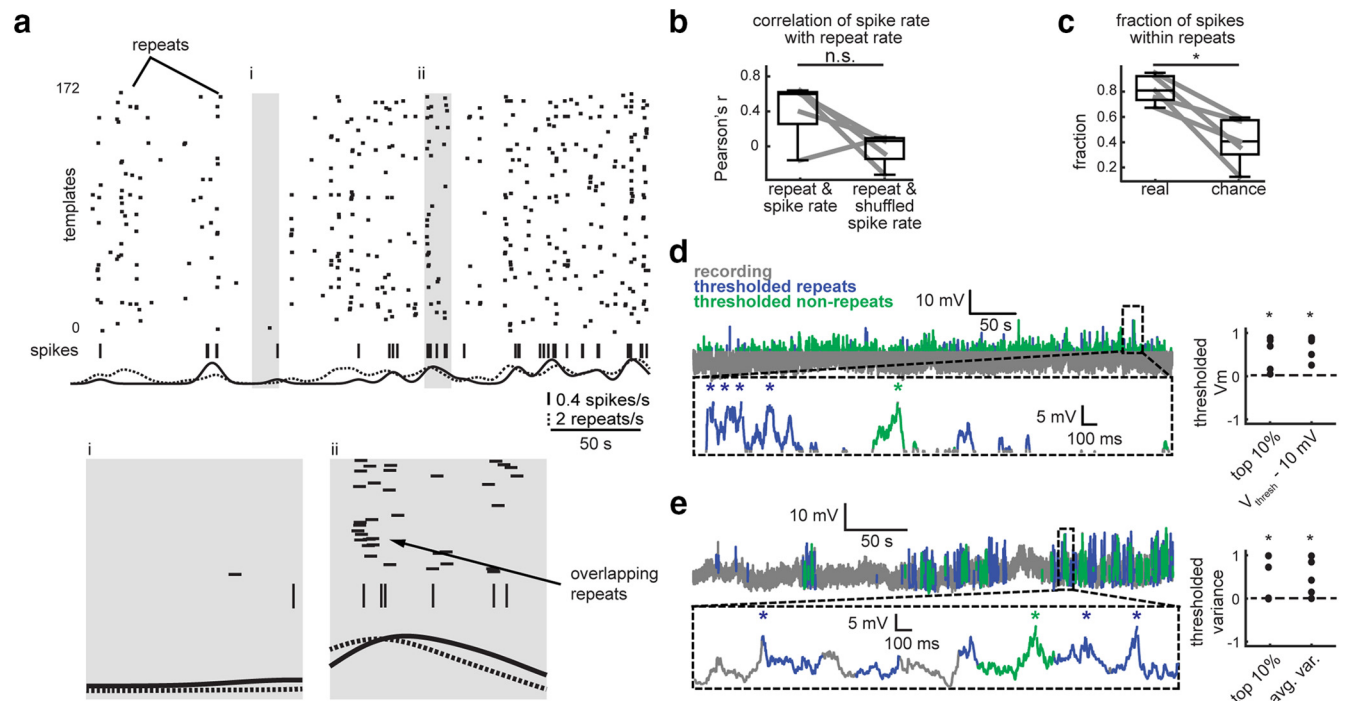 a
repeats
i
ii
172
templates
0
spikes
0.4 spikes/s
2 repeats/s
50 s
i
ii
overlapping
repeats
b
correlation of spike rate
with repeat rate
n.s.
0.8
0.4
0
Pearson's r
repeat &
spike rate
repeat &
shuffled
spike rate
c
fraction of spikes
within repeats
*
0.8
0.6
0.4
0.2
fraction
real
chance
d
recording
thresholded repeats
thresholded non-repeats
10 mV
50 s
* * * *
*
5 mV
100 ms
* *
1
0
-1
thresholded
Vm
top 10%
Vthresh - 10 mV
e
10 mV
50 s
*
5 mV
100 ms
* * *
* *
1
0
-1
thresholded
variance
top 10%
avg. var.